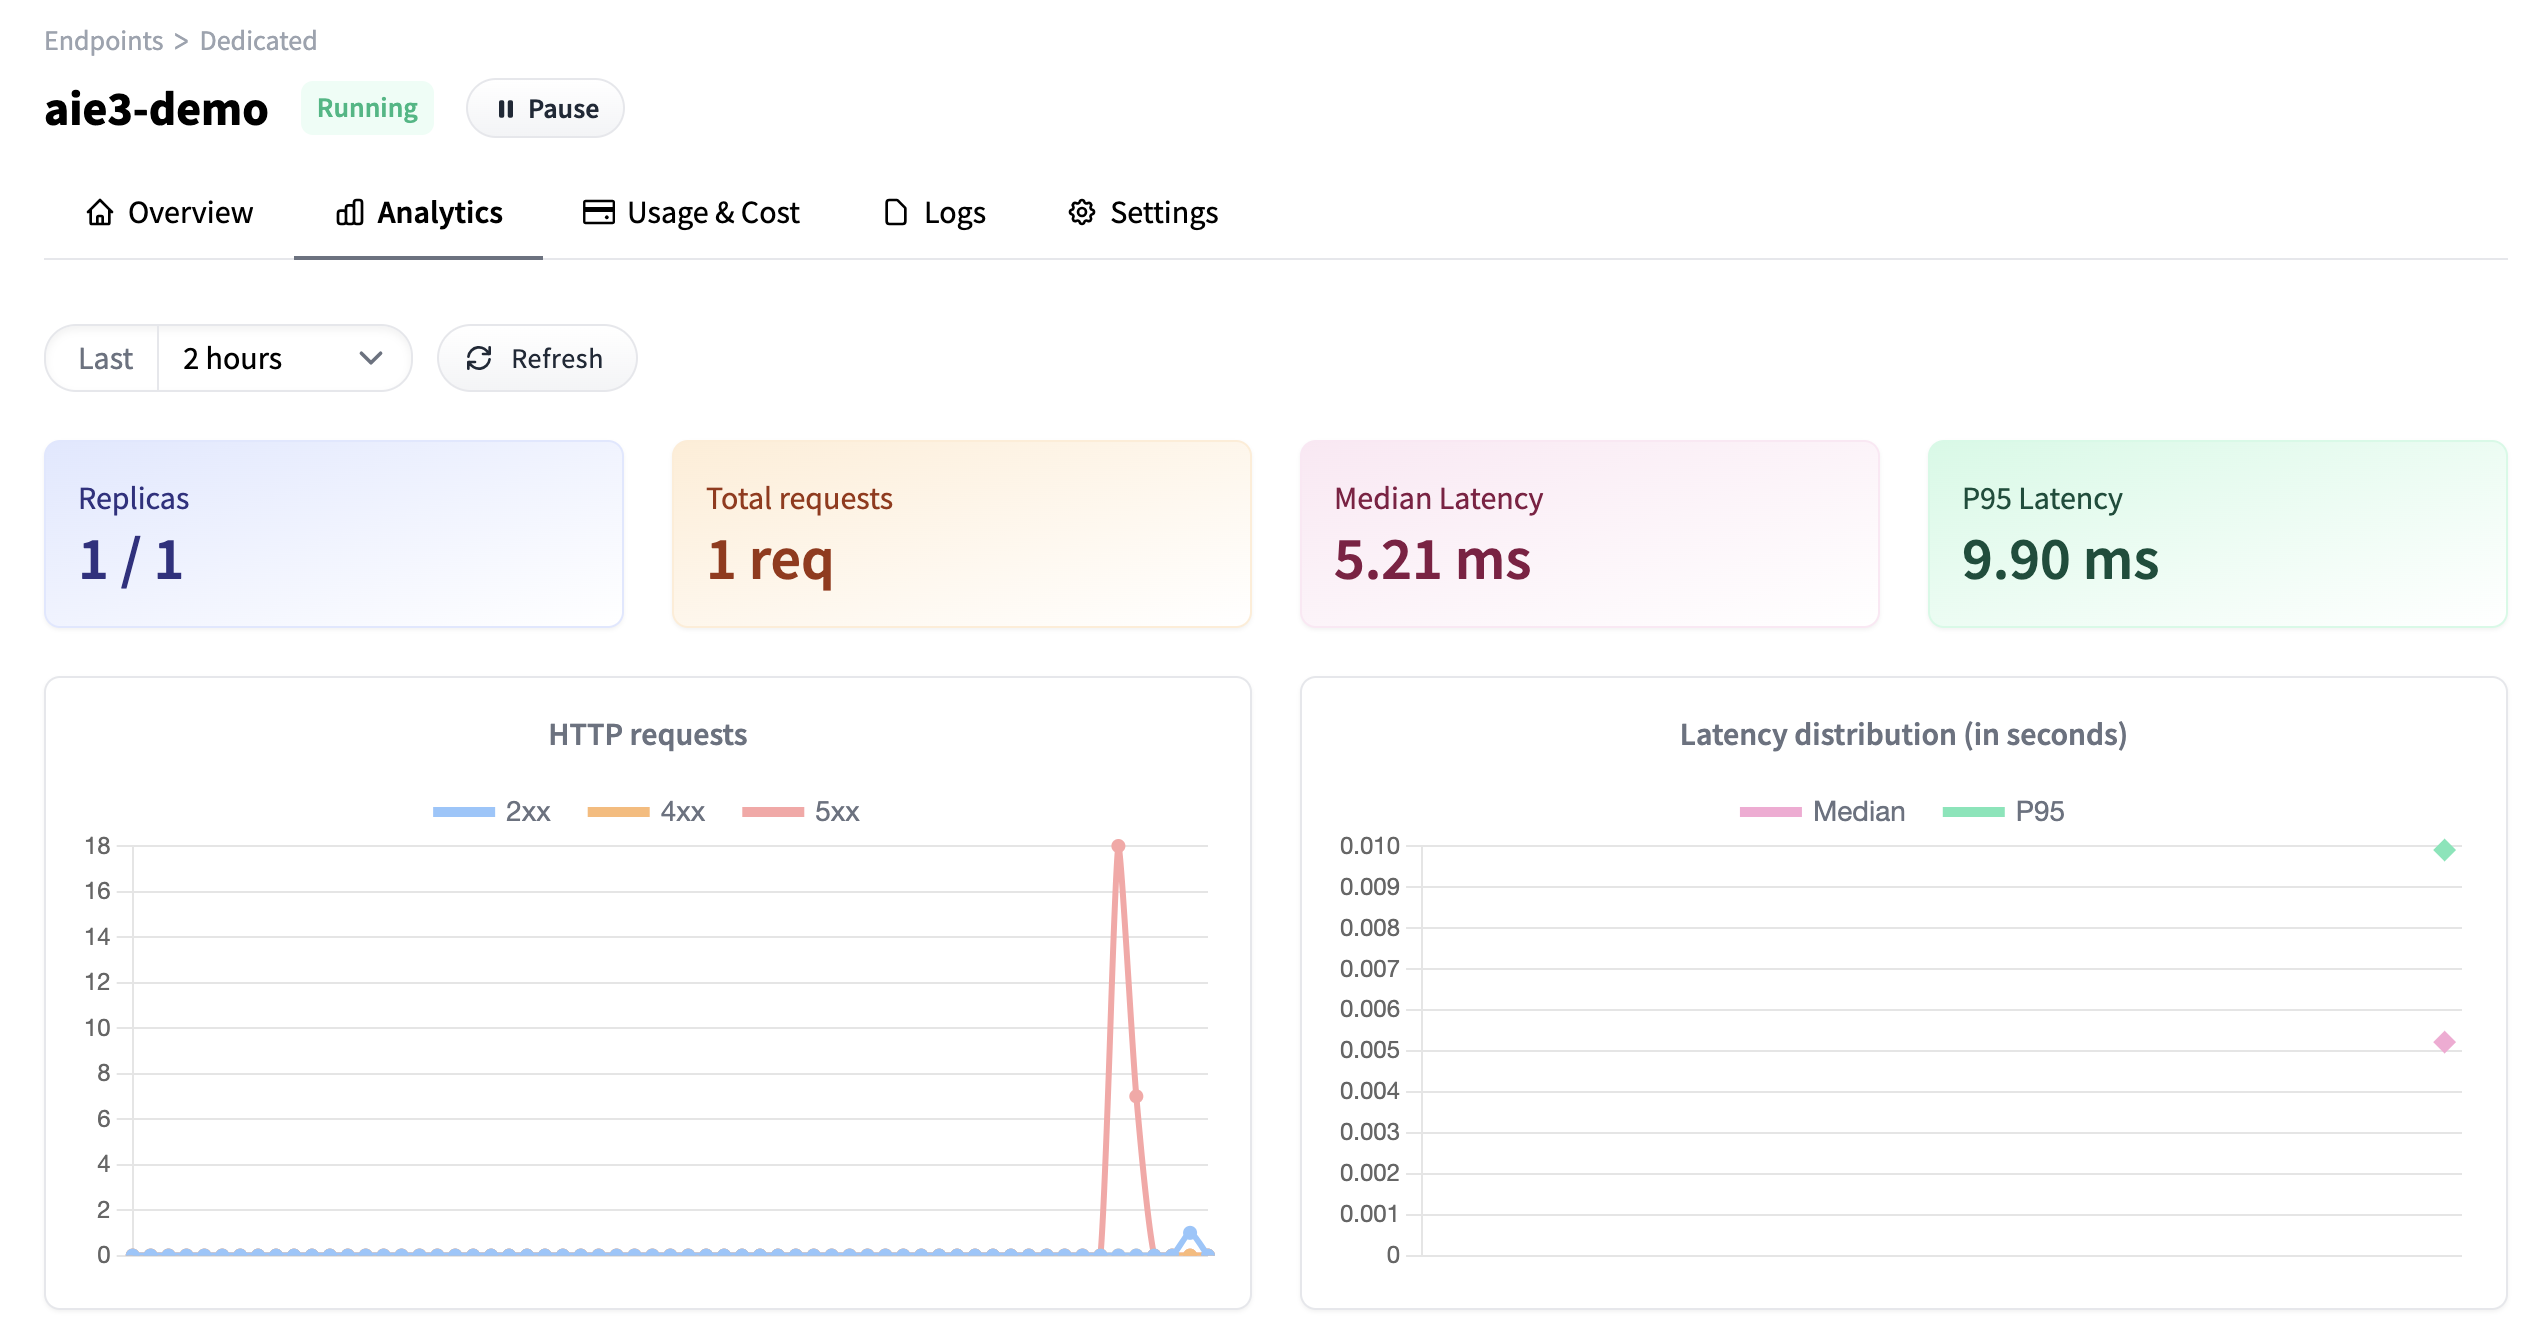 Endpoints > Dedicated
aie3-demo Running Pause
Overview Analytics Usage & Cost Logs Settings
Last 2 hours Refresh
Replicas
1 / 1
Total requests
1 req
Median Latency
5.21 ms
P95 Latency
9.90 ms
HTTP requests
2xx 4xx 5xx
18
16
14
12
10
8
6
4
2
0
Latency distribution (in seconds)
Median P95
0.010
0.009
0.008
0.007
0.006
0.005
0.004
0.003
0.002
0.001
0